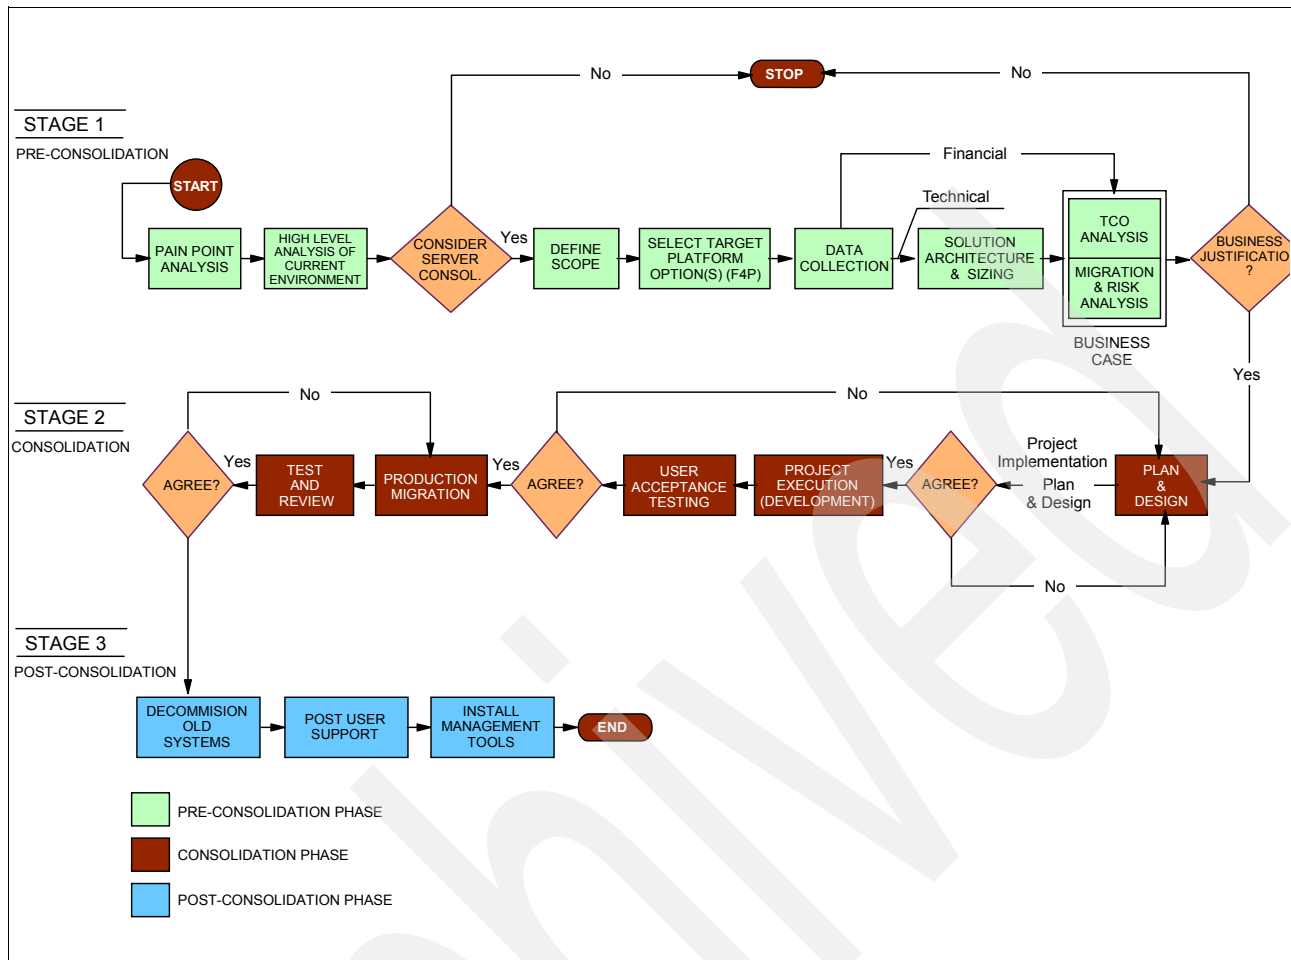 No
STOP
No
STAGE 1
PRE-CONSOLIDATION
START
Financial
Technical
PAIN POINT
ANALYSIS
HIGH LEVEL
ANALYSIS OF
CURRENT
ENVIRONMENT
CONSIDER
SERVER
CONSOL.
Yes
DEFINE
SCOPE
SELECT TARGET
PLATFORM
OPTION(S) (F4P)
DATA
COLLECTION
SOLUTION
ARCHITECTURE
& SIZING
TCO
ANALYSIS
MIGRATION
& RISK
ANALYSIS
BUSINESS
CASE
BUSINESS
JUSTIFICATIO
?
Yes
STAGE 2
CONSOLIDATION
No
No
AGREE?
Yes
TEST
AND
REVIEW
PRODUCTION
MIGRATION
Yes
AGREE?
USER
ACCEPTANCE
TESTING
PROJECT
EXECUTION
(DEVELOPMENT)
Yes
AGREE?
Project
Implementation
Plan
& Design
PLAN
&
DESIGN
No
STAGE 3
POST-CONSOLIDATION
DECOMMISION
OLD
SYSTEMS
POST USER
SUPPORT
INSTALL
MANAGEMENT
TOOLS
END
PRE-CONSOLIDATION PHASE
CONSOLIDATION PHASE
POST-CONSOLIDATION PHASE
hived